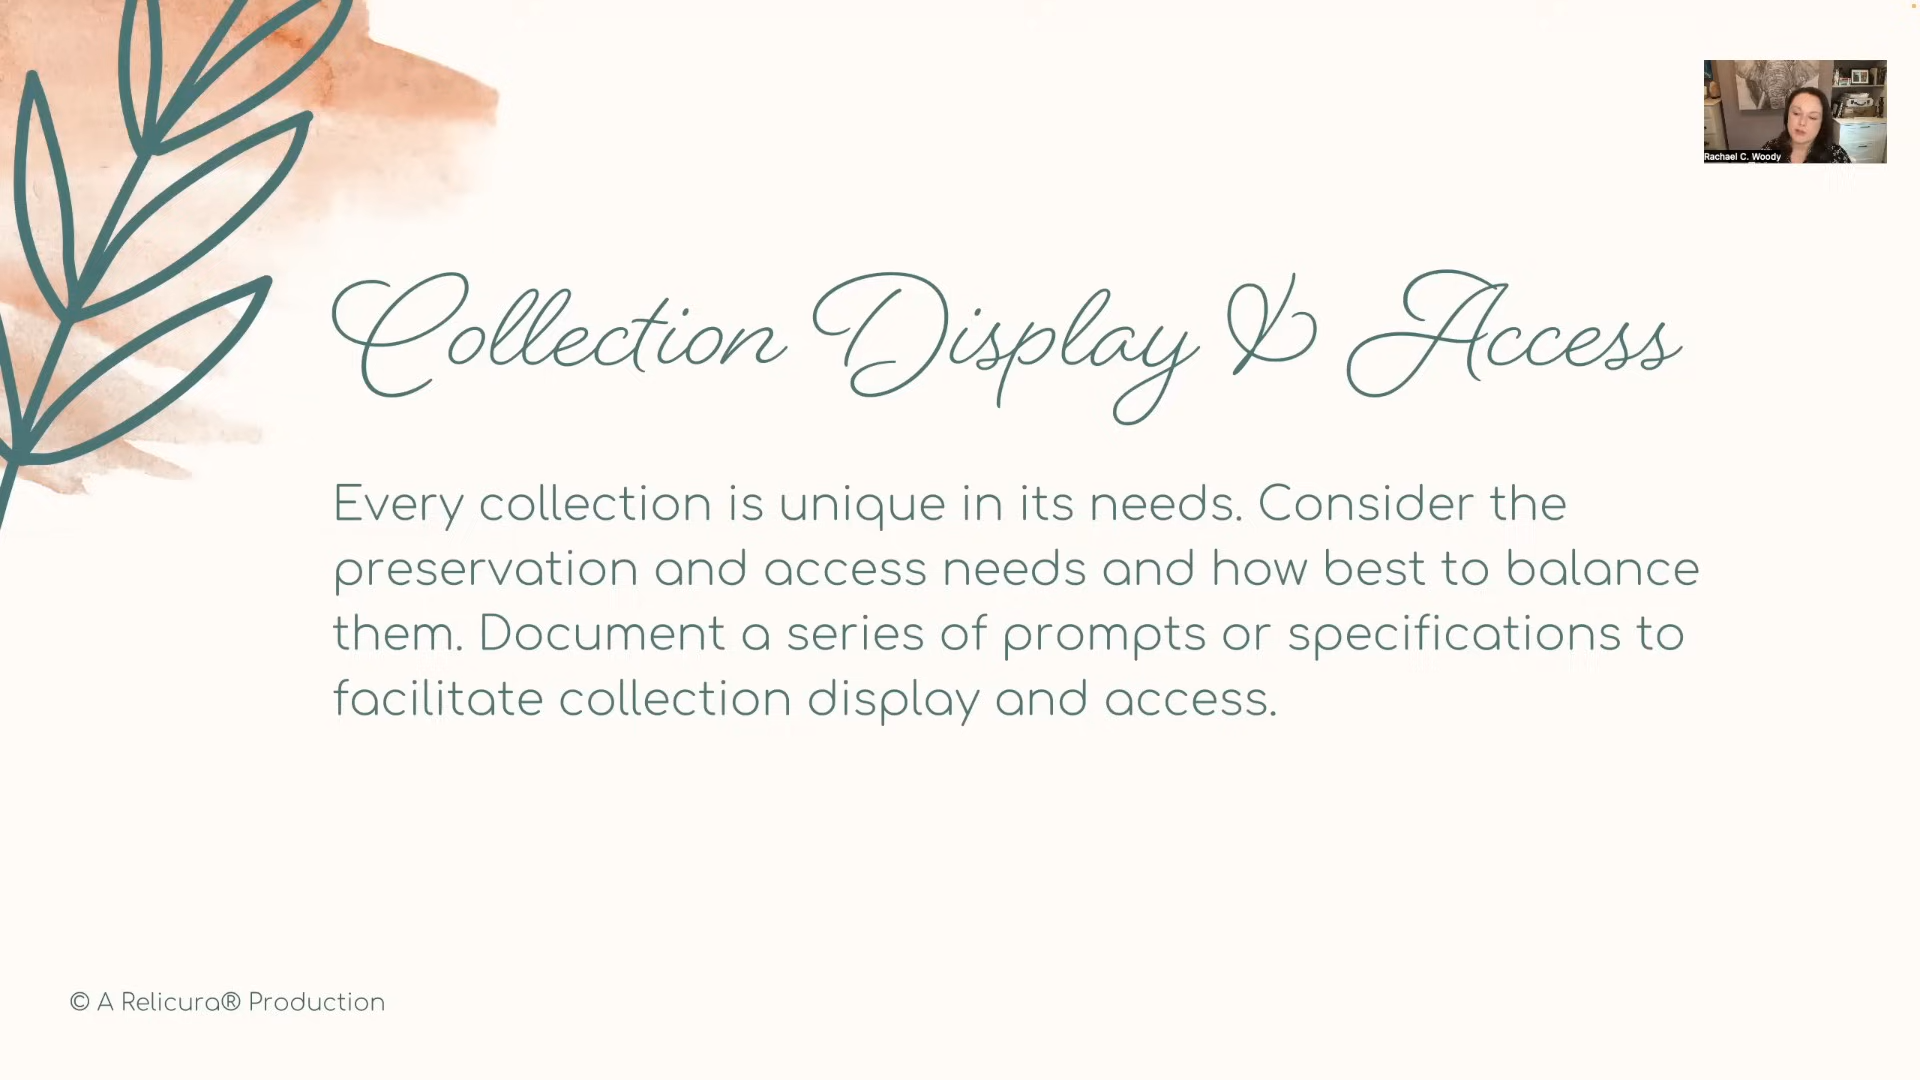 Rachael C. Woody
Collection Display & Access
Every collection is unique in its needs. Consider the
preservation and access needs and how best to balance
them. Document a series of prompts or specifications to
facilitate collection display and access.
© A Relicura® Production